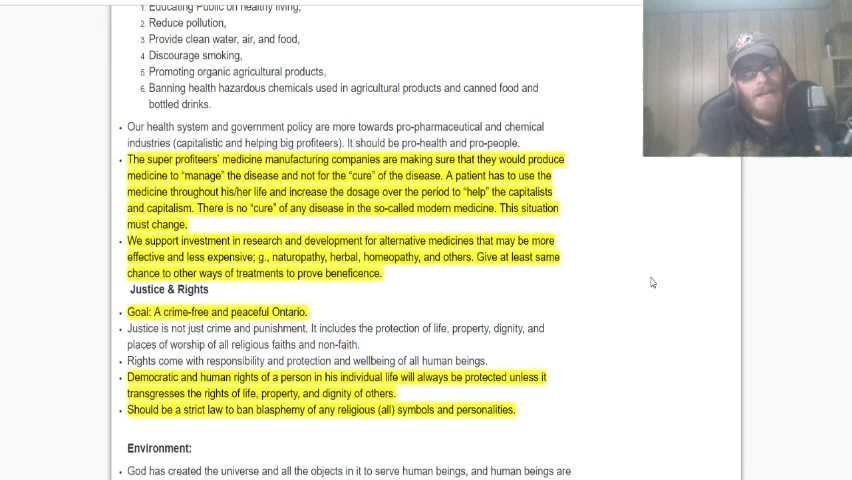 1. Educating Public on healthy living,
2. Reduce pollution,
3. Provide clean water, air, and food,
4. Discourage smoking,
5. Promoting organic agricultural products,
6. Banning health hazardous chemicals used in agricultural products and canned food and
bottled drinks.
• Our health system and government policy are more towards pro-pharmaceutical and chemical
industries (capitalistic and helping big profiteers). It should be pro-health and pro-people.
• The super profiteers' medicine manufacturing companies are making sure that they would produce
medicine to “manage” the disease and not for the “cure” of the disease. A patient has to use the
medicine throughout his/her life and increase the dosage over the period to “help” the capitalists
and capitalism. There is no “cure” of any disease in the so-called modern medicine. This situation
must change.
• We support investment in research and development for alternative medicines that may be more
effective and less expensive; g., naturopathy, herbal, homeopathy, and others. Give at least same
chance to other ways of treatments to prove beneficence.
Justice & Rights
• Goal: A crime-free and peaceful Ontario.
• Justice is not just crime and punishment. It includes the protection of life, property, dignity, and
places of worship of all religious faiths and non-faith.
• Rights come with responsibility and protection and wellbeing of all human beings.
• Democratic and human rights of a person in his individual life will always be protected unless it
transgresses the rights of life, property, and dignity of others.
• Should be a strict law to ban blasphemy of any religious (all) symbols and personalities.
Environment:
• God has created the universe and all the objects in it to serve human beings, and human beings are